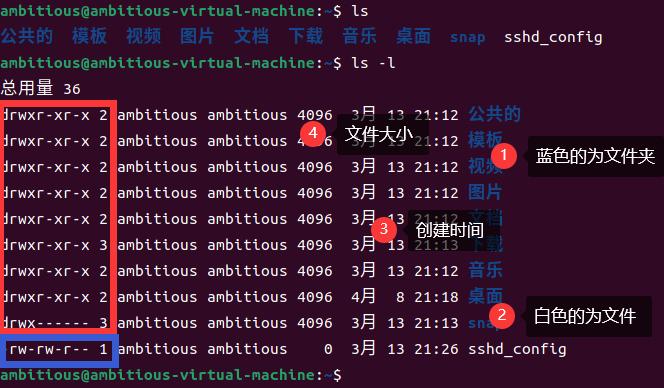 ambitious@ambitious-virtual-machine:~$ ls
公共的 模板 视频 图片 文档 下载 音乐 桌面 snap sshd_config
ambitious@ambitious-virtual-machine:~$ ls -l
总用量 36
drwxr-xr-x 2 ambitious ambitious 4096 3月 13 21:12 公共的
drwxr-xr-x 2 ambitious ambitious 4096 3月 13 21:12 模板
4 文件大小
drwxr-xr-x 2 ambitious ambitious 4096 3月 13 21:12 视频
1 蓝色的为文件夹
drwxr-xr-x 2 ambitious ambitious 4096 3月 13 21:12 图片
drwxr-xr-x 2 ambitious ambitious 4096 3月 13 21:12 文档
3 创建时间
drwxr-xr-x 3 ambitious ambitious 4096 3月 13 21:13 下载
drwxr-xr-x 2 ambitious ambitious 4096 3月 13 21:12 音乐
drwxr-xr-x 2 ambitious ambitious 4096 4月 8 21:18 桌面
drwx------ 3 ambitious ambitious 4096 3月 13 21:13 snap
2 白色的为文件
rw-rw-r-- 1 ambitious ambitious 0 3月 13 21:26 sshd_config
ambitious@ambitious-virtual-machine:~$